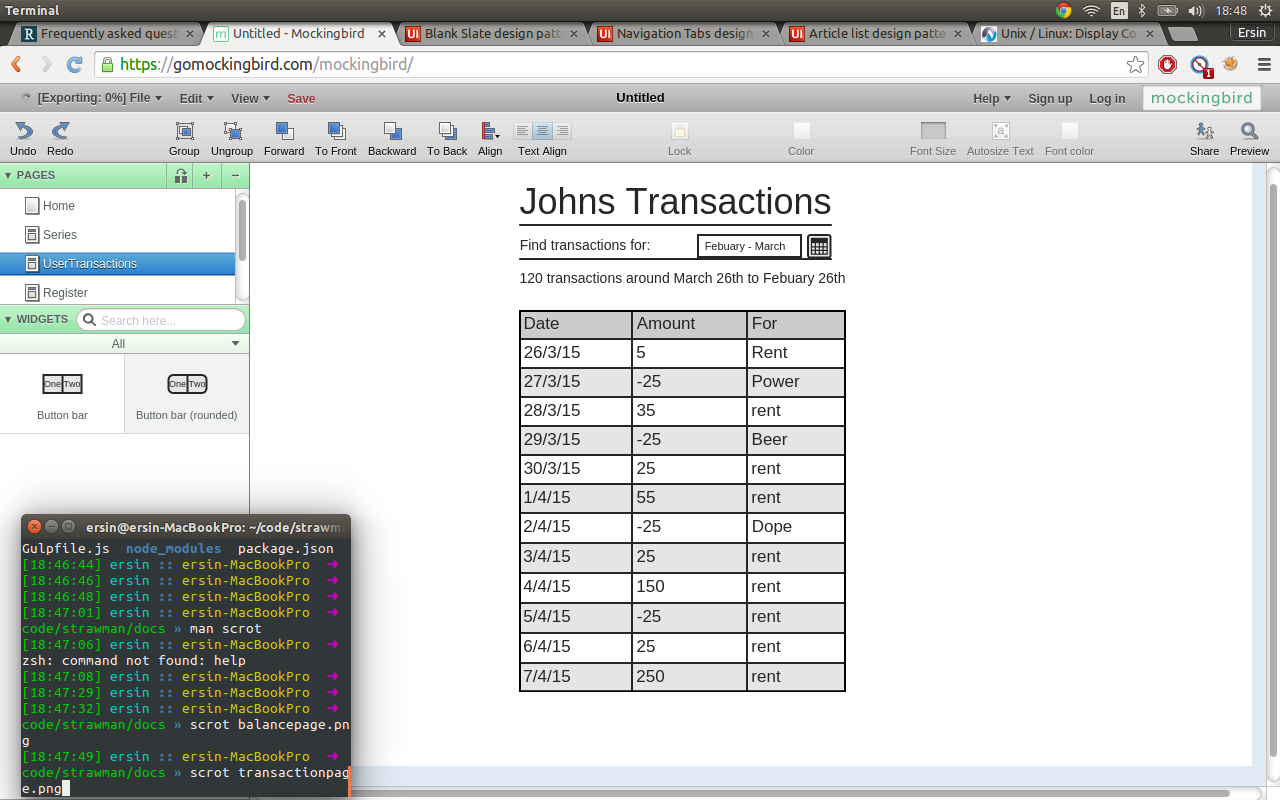 Terminal
En
18:48
Frequently asked quest
Untitled - Mockingbird
Blank Slate design patt
Navigation Tabs design
Article list design patte
Unix / Linux: Display Co
Ersin
https://gomockingbird.com/mockingbird/
1
[Exporting: 0%] File
Edit
View
Save
Untitled
Help
Sign up
Log in
mockingbird
Undo
Redo
Group
Ungroup
Forward
To Front
Backward
To Back
Align
Text Align
Lock
Color
Font Size
Autosize Text
Font color
Share
Preview
PAGES
Home
Series
UserTransactions
Register
WIDGETS
Search here...
All
One Two
Button bar
One Two
Button bar (rounded)
Johns Transactions
Find transactions for:
Febuary - March
120 transactions around March 26th to Febuary 26th
Date Amount For
26/3/15 5 Rent
27/3/15 -25 Power
28/3/15 35 rent
29/3/15 -25 Beer
30/3/15 25 rent
1/4/15 55 rent
2/4/15 -25 Dope
3/4/15 25 rent
4/4/15 150 rent
5/4/15 -25 rent
6/4/15 25 rent
7/4/15 250 rent
ersin@ersin-MacBookPro: ~/code/strawm
Gulpfile.js node_modules package.json
[18:46:44] ersin :: ersin-MacBookPro ➜
[18:46:46] ersin :: ersin-MacBookPro ➜
[18:46:48] ersin :: ersin-MacBookPro ➜
[18:47:01] ersin :: ersin-MacBookPro ➜
code/strawman/docs » man scrot
[18:47:06] ersin :: ersin-MacBookPro ➜
zsh: command not found: help
[18:47:08] ersin :: ersin-MacBookPro ➜
[18:47:29] ersin :: ersin-MacBookPro ➜
[18:47:32] ersin :: ersin-MacBookPro ➜
code/strawman/docs » scrot balancepage.pn
g
[18:47:49] ersin :: ersin-MacBookPro ➜
code/strawman/docs » scrot transactionpag
e.png